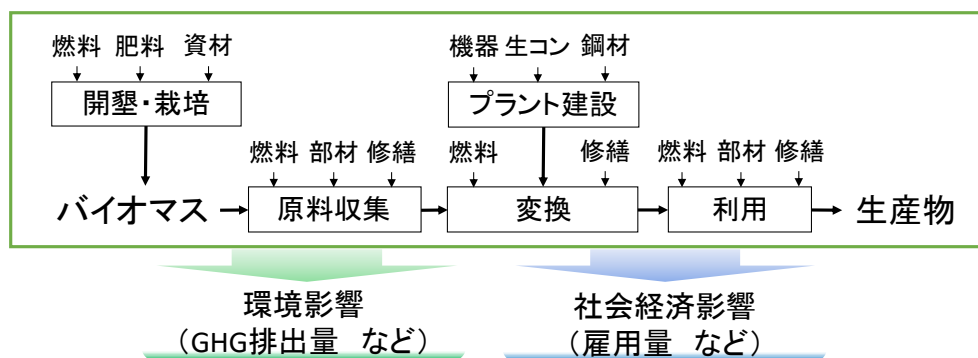 燃料 肥料 資材
機器 生コン 鋼材
開墾・栽培
プラント建設
燃料 部材 修繕
燃料 修繕
燃料 部材 修繕
バイオマス
原料収集
変換
利用
生産物
環境影響
（GHG排出量 など）
社会経済影響
（雇用量 など）